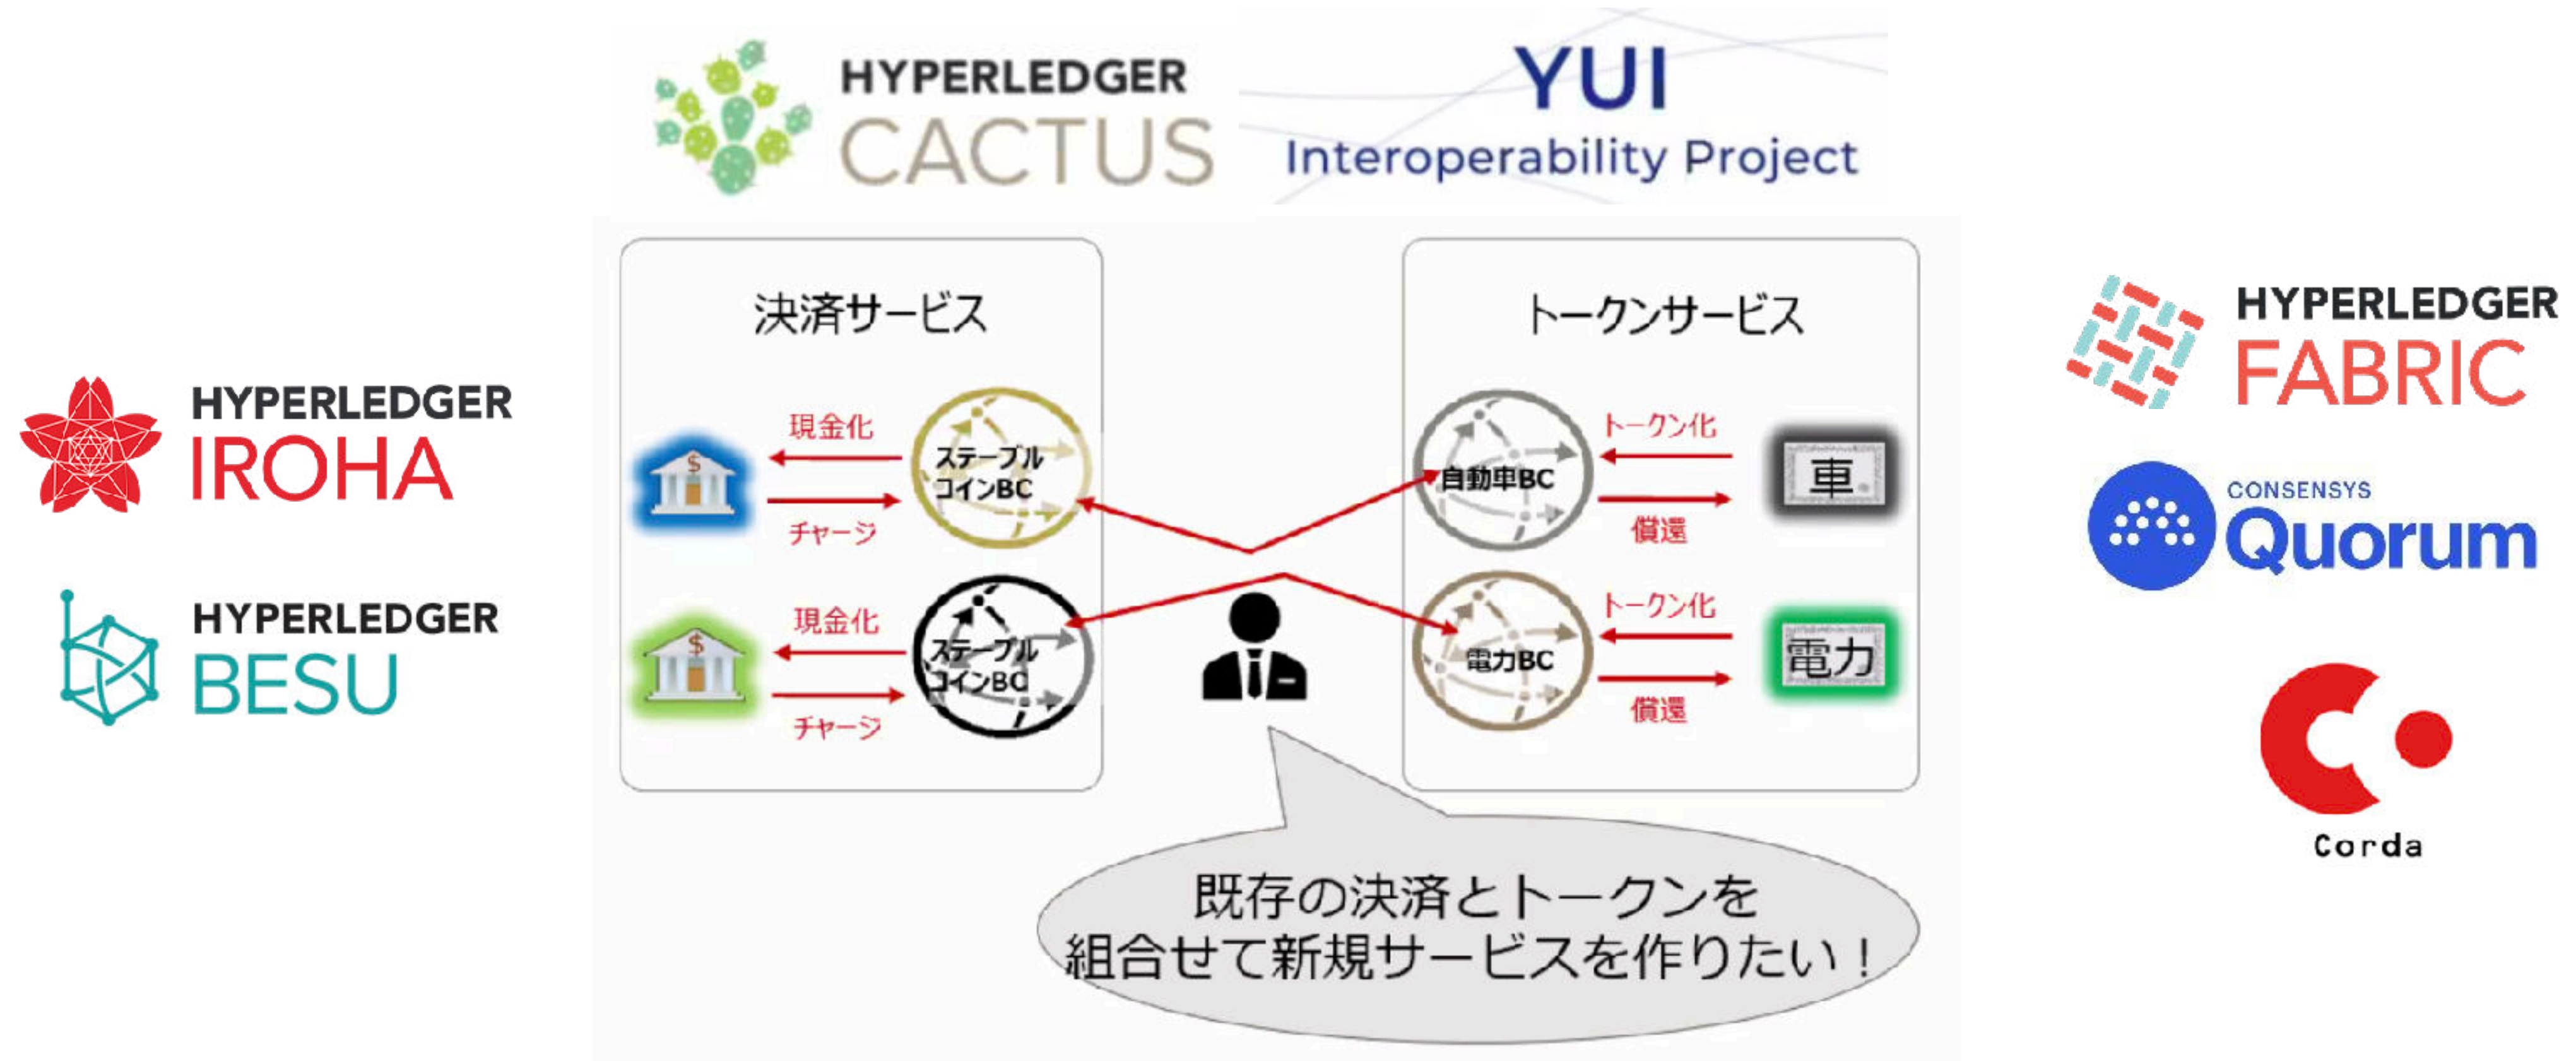 HYPERLEDGER
CACTUS
YUI
Interoperability Project
HYPERLEDGER
IROHA
HYPERLEDGER
BESU
決済サービス
現金化
チャージ
ステーブル
コインBC
$
現金化
チャージ
ステーブル
コインBC
$
トークンサービス
自動車BC
トークン化
償還
車
電力BC
トークン化
償還
電力
既存の決済とトークンを
組合せて新規サービスを作りたい！
HYPERLEDGER
FABRIC
CONSENSYS
Quorum
Corda